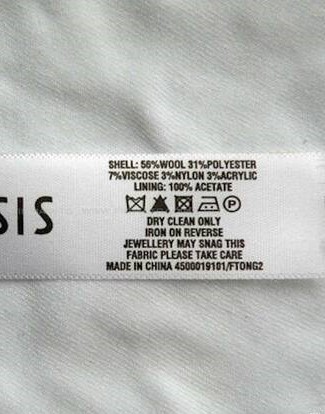 SIS
SHELL: 56%WOOL 31%POLYESTER
7%VISCOSE 3%NYLON 3%ACRYLIC
LINING: 100% ACETATE
P
DRY CLEAN ONLY
IRON ON REVERSE
JEWELLERY MAY SNAG THIS
FABRIC PLEASE TAKE CARE
MADE IN CHINA 4500019101/FTONG2